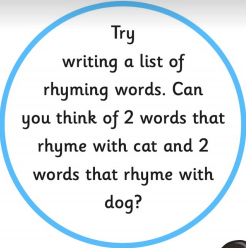 Try
writing a list of
rhyming words. Can
you think of 2 words that
rhyme with cat and 2
words that rhyme with
dog?